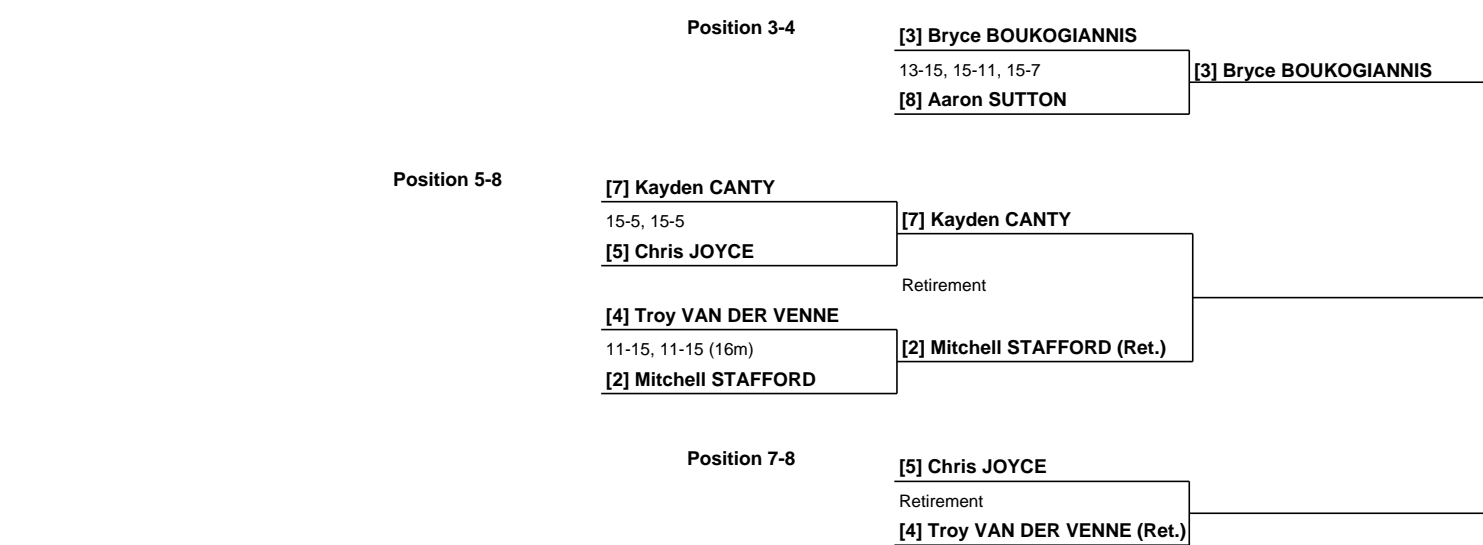 Position 3-4
[3] Bryce BOUKOGIANNIS
13-15, 15-11, 15-7
[3] Bryce BOUKOGIANNIS
[8] Aaron SUTTON
Position 5-8
[7] Kayden CANTY
15-5, 15-5
[7] Kayden CANTY
[5] Chris JOYCE
Retirement
[4] Troy VAN DER VENNE
11-15, 11-15 (16m)
[2] Mitchell STAFFORD (Ret.)
[2] Mitchell STAFFORD
Position 7-8
[5] Chris JOYCE
Retirement
[4] Troy VAN DER VENNE (Ret.)